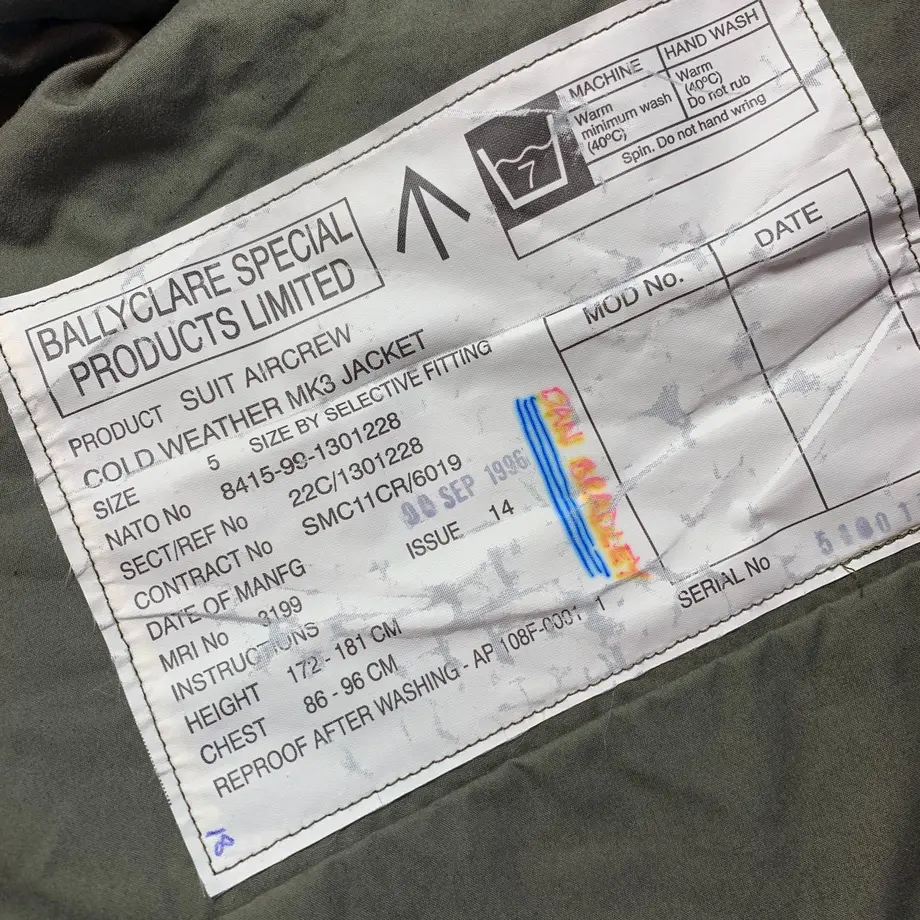 BALLYCLARE SPECIAL
PRODUCTS LIMITED
7
MACHINE
Warm
minimum wash
(40ºC)
HAND WASH
Warm
(40ºC)
Do not rub
Spin. Do not hand wring
PRODUCT SUIT AIRCREW
COLD WEATHER MK3 JACKET
SIZE 5 SIZE BY SELECTIVE FITTING
NATO No 8415-99-1301228
SECT/REF No 22C/1301228
CONTRACT No SMC11CR/6019
DATE OF MANFG SEP 1996
MRI No 3199 ISSUE 14
INSTRUCTIONS
HEIGHT 172 - 181 CM
CHEST 86 - 96 CM
REPROOF AFTER WASHING - AP 108F-0001 1
MOD No. DATE
DAN BRADLEY
SERIAL No